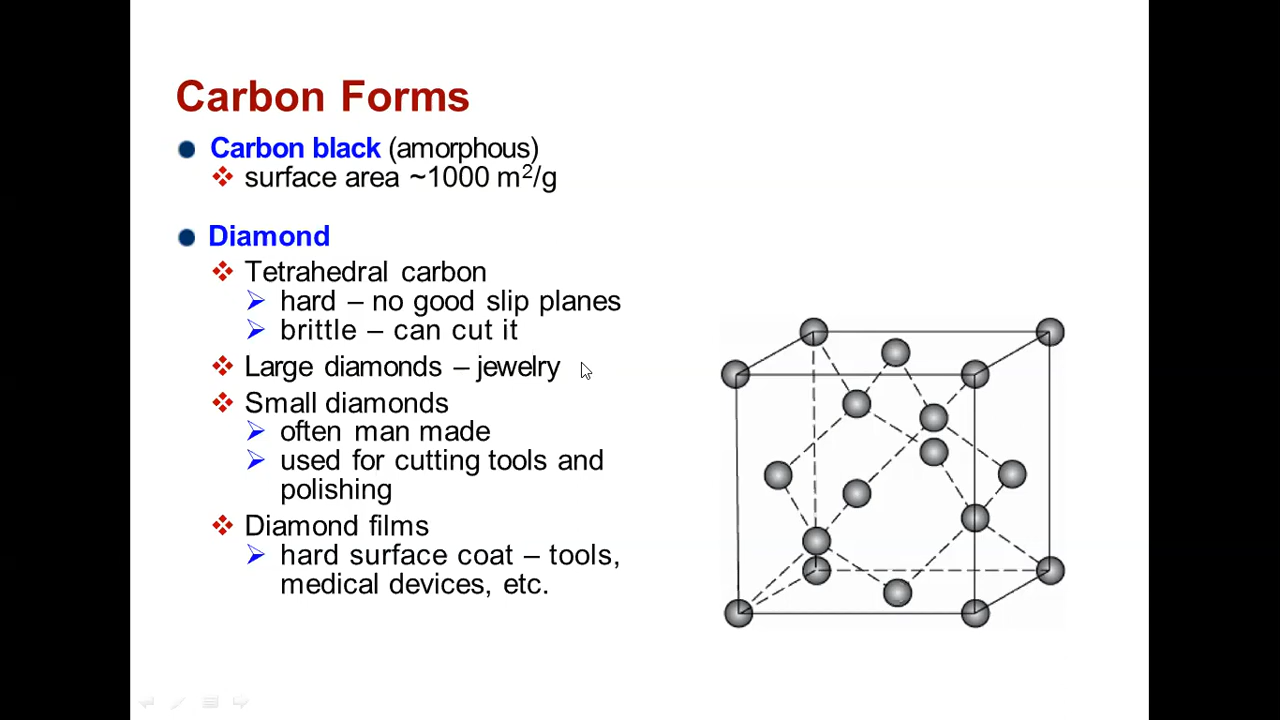 Carbon Forms
Carbon black (amorphous)
surface area ~1000 m²/g
Diamond
Tetrahedral carbon
hard – no good slip planes
brittle – can cut it
Large diamonds – jewelry
Small diamonds
often man made
used for cutting tools and
polishing
Diamond films
hard surface coat – tools,
medical devices, etc.